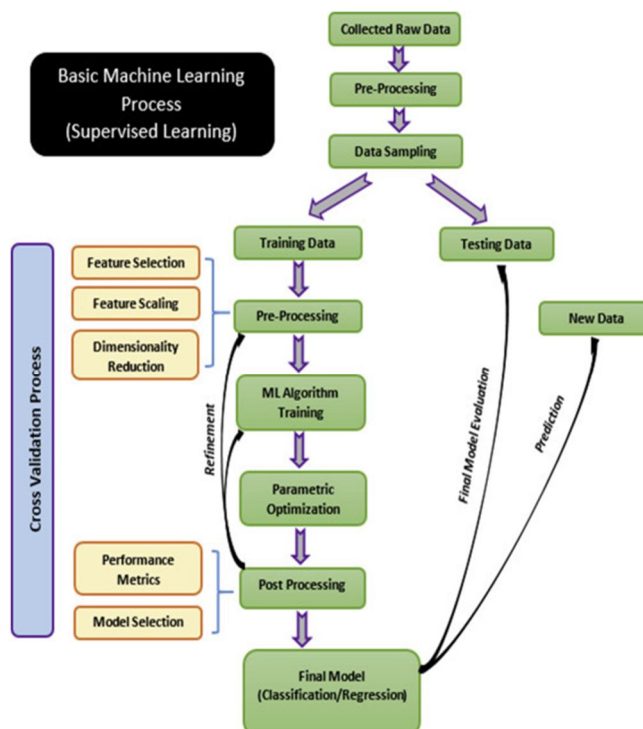 Collected Raw Data
Basic Machine Learning
Process
(Supervised Learning)
Pre-Processing
Data Sampling
Training Data
Testing Data
Feature Selection
Feature Scaling
Dimensionality
Reduction
Pre-Processing
New Data
ML Algorithm
Training
Refinement
Final Model Evaluation
Prediction
Cross Validation Process
Parametric
Optimization
Performance
Metrics
Post Processing
Model Selection
Final Model
(Classification/Regression)